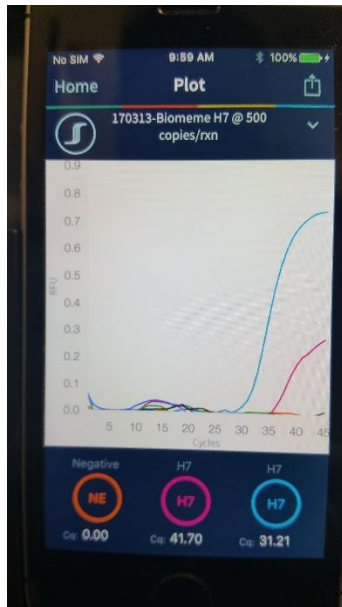 No SIM 9:59 AM 100%
Home Plot
170313-Biomeme H7 @ 500
copies/rxn
0.9
0.8
0.7
0.6
0.5
0.4
0.3
0.2
0.1
0.0
RFU
5 10 15 20 25 30 35 40 45
Cycles
Negative H7 H7
NE H7 H7
Cq: 0.00 Cq: 41.70 Cq: 31.21